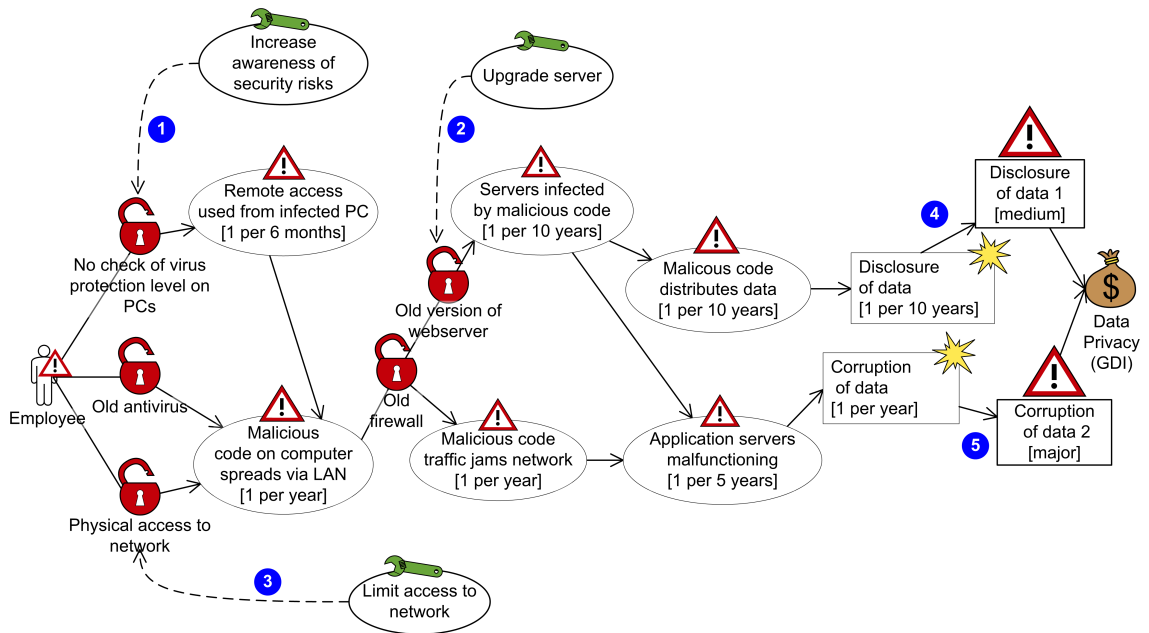 Increase
awareness of
security risks
Upgrade server
1
2
Remote access
used from infected PC
[1 per 6 months]
Servers infected
by malicious code
[1 per 10 years]
Disclosure
of data 1
[medium]
4
No check of virus
protection level on
PCs
Old version of
webserver
Malicous code
distributes data
[1 per 10 years]
Disclosure
of data
[1 per 10 years]
$
Data
Privacy
(GDI)
Employee
Old antivirus
Old
firewall
Corruption
of data
[1 per year]
Malicious
code on computer
spreads via LAN
[1 per year]
Malicious code
traffic jams network
[1 per year]
Application servers
malfunctioning
[1 per 5 years]
5
Corruption
of data 2
[major]
Physical access to
network
3
Limit access to
network